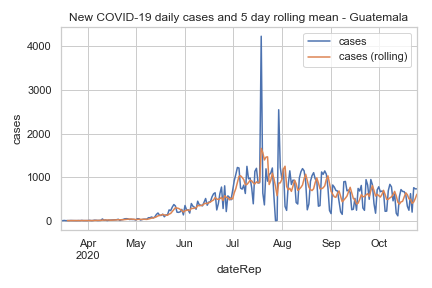 New COVID-19 daily cases and 5 day rolling mean - Guatemala
cases
cases (rolling)
4000
3000
2000
1000
0
cases
Apr
2020
May
Jun
Jul
Aug
Sep
Oct
dateRep